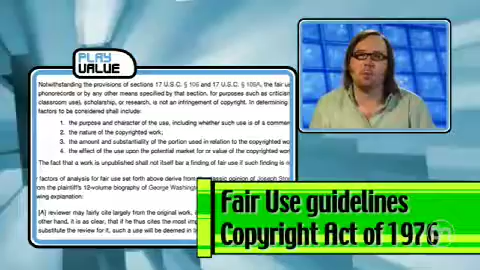 PLAY
VALUE
Notwithstanding the provisions of sections 17 U.S.C. § 106 and 17 U.S.C. § 106A, the fair us
phonorecords or by any other means specified by that section, for purposes such as criticism
classroom use), scholarship, or research, is not an infringement of copyright. In determining
factors to be considered shall include:
1. the purpose and character of the use, including whether such use is of a commer
2. the nature of the copyrighted work;
3. the amount and substantiality of the portion used in relation to the copyrighted wor
4. the effect of the use upon the potential market for or value of the copyrighted wor
The fact that a work is unpublished shall not itself bar a finding of fair use if such finding is
factors of analysis for fair use set forth above derive from the classic opinion of Joseph
from the plaintiff's 12-volume biography of George Washing
wing explanation:
[A] reviewer may fairly cite largely from the original work,
other hand, it is as clear, that if he thus cites the most imp
substitute the review for it, such a use will be deemed in l
Fair Use guidelines
Copyright Act of 1976